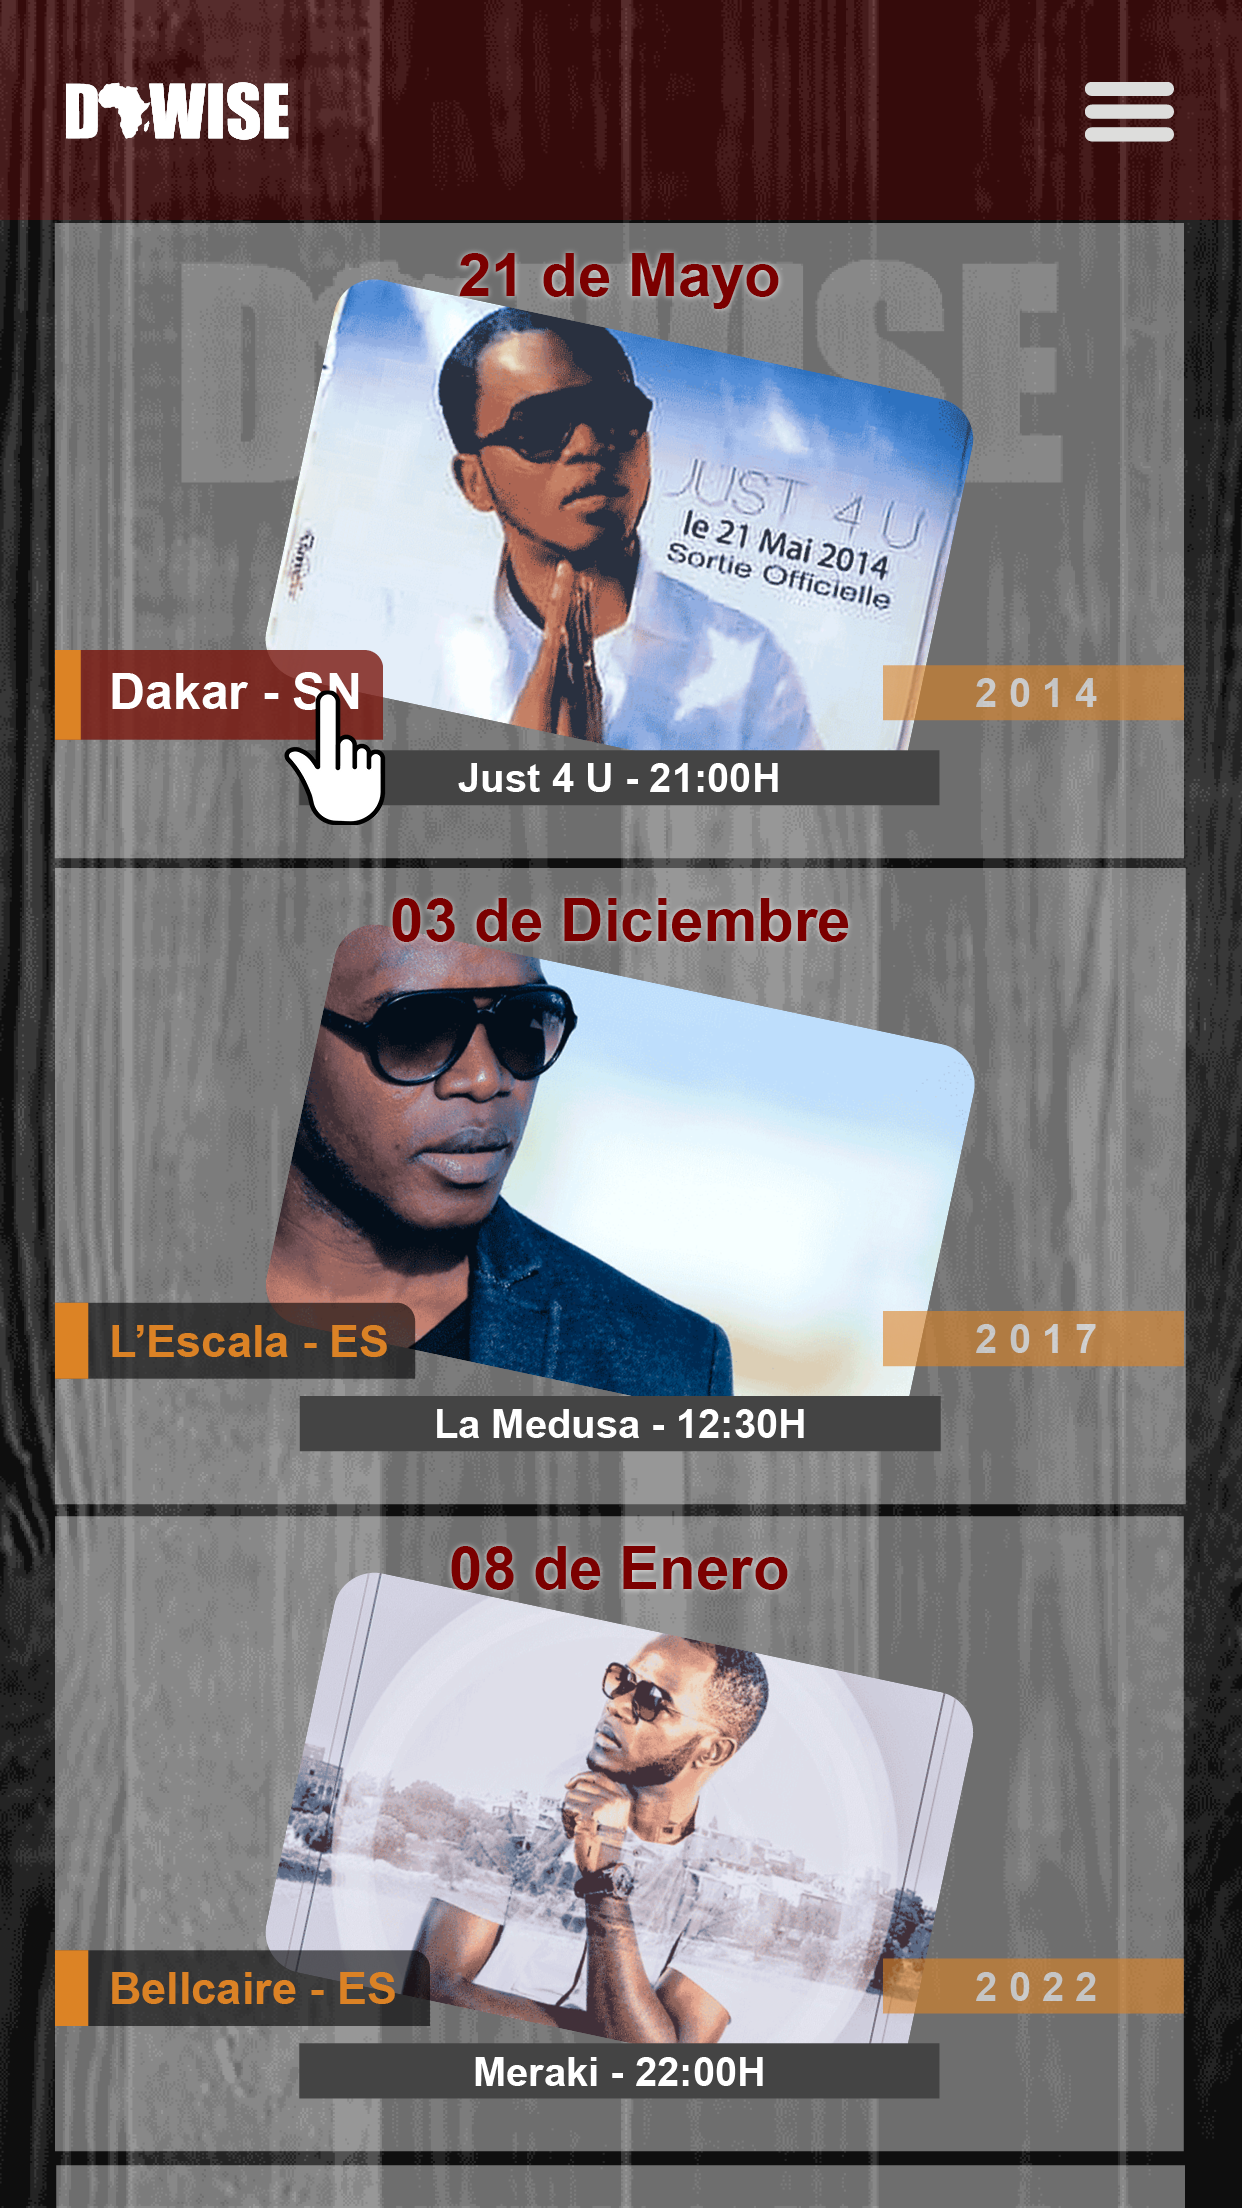 DAWISE
21 de Mayo
JUST 4 U
le 21 Mai 2014
Sortie Officielle
Dakar - SN
2014
Just 4 U - 21:00H
03 de Diciembre
L’Escala - ES
2017
La Medusa - 12:30H
08 de Enero
Bellcaire - ES
2022
Meraki - 22:00H